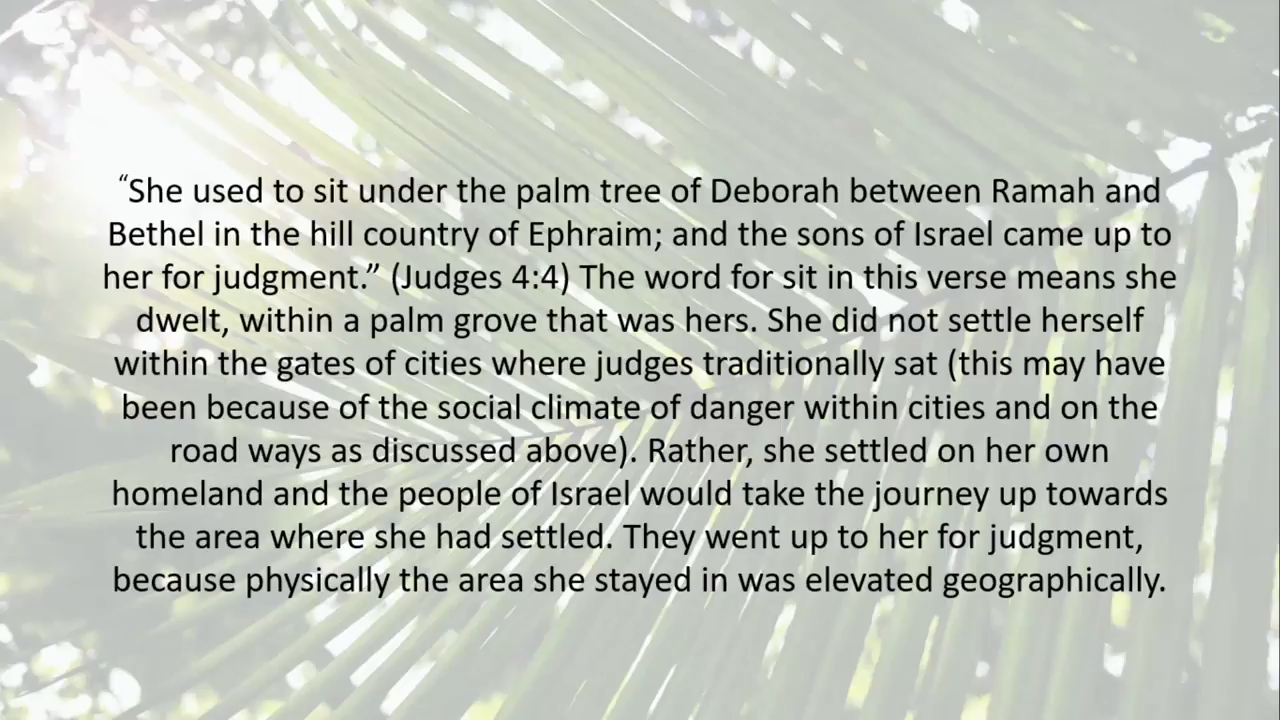 “She used to sit under the palm tree of Deborah between Ramah and
Bethel in the hill country of Ephraim; and the sons of Israel came up to
her for judgment.” (Judges 4:4) The word for sit in this verse means she
dwelt, within a palm grove that was hers. She did not settle herself
within the gates of cities where judges traditionally sat (this may have
been because of the social climate of danger within cities and on the
road ways as discussed above). Rather, she settled on her own
homeland and the people of Israel would take the journey up towards
the area where she had settled. They went up to her for judgment,
because physically the area she stayed in was elevated geographically.